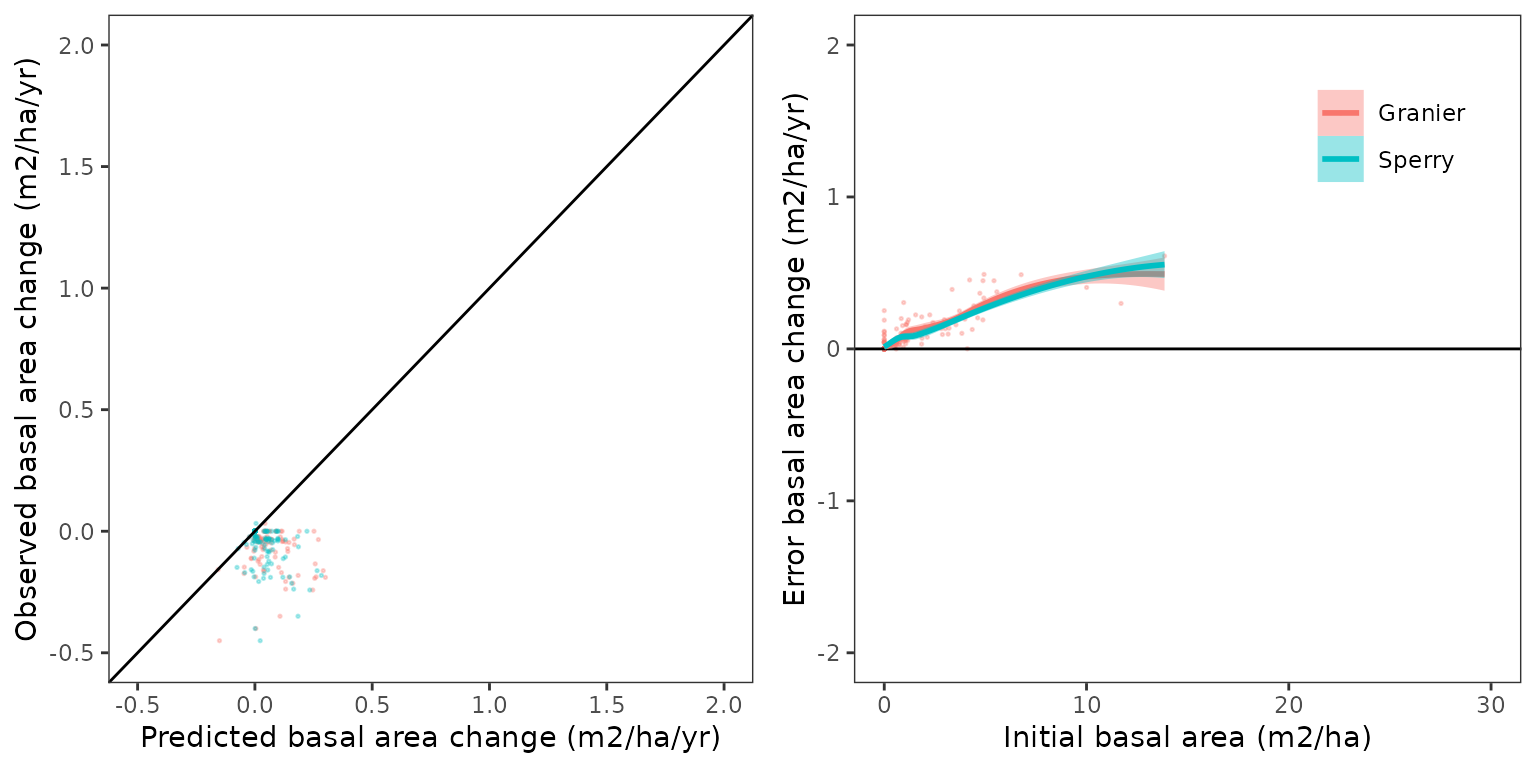 Observed basal area change (m2/ha/yr)
2.0
1.5
1.0
0.5
0.0
-0.5
-0.5 0.0 0.5 1.0 1.5 2.0
Predicted basal area change (m2/ha/yr)
Error basal area change (m2/ha/yr)
2
1
0
-1
-2
Granier
Sperry
0 10 20 30
Initial basal area (m2/ha)